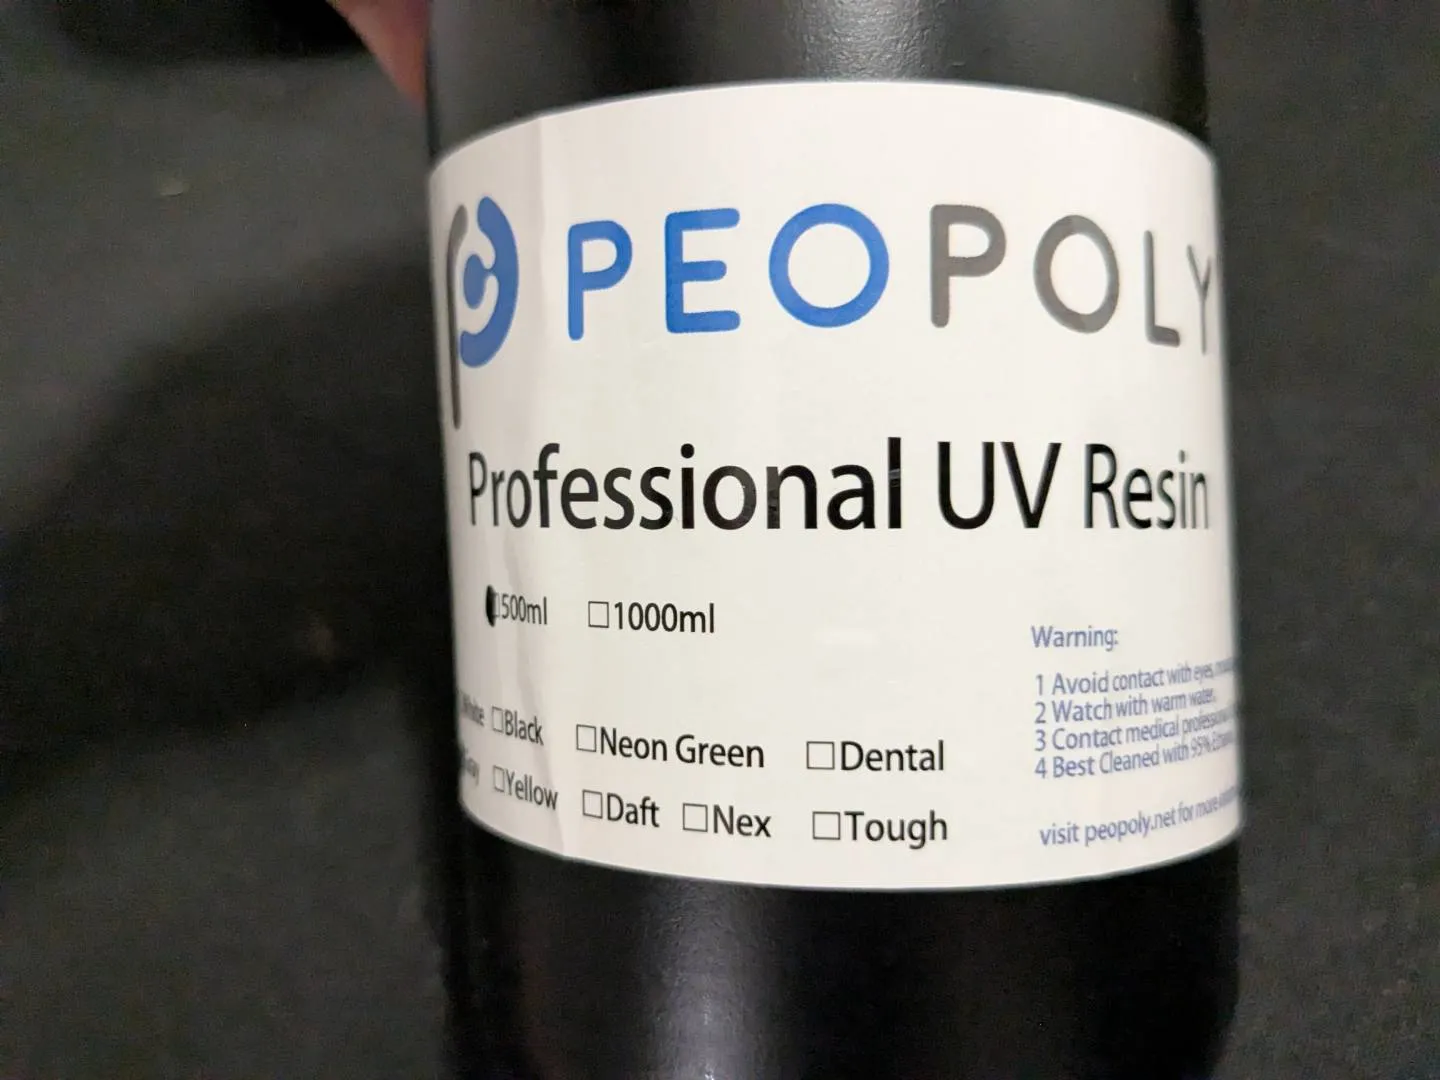 PEOPOLY
Professional UV Resin
500ml □1000ml
White □Black □Neon Green □Dental
□Yellow □Daft □Nex □Tough
Warning:
1 Avoid contact with eyes,
2 Watch with warm water.
3 Contact medical professional
4 Best Cleaned with 95%
visit peopoly.net for more